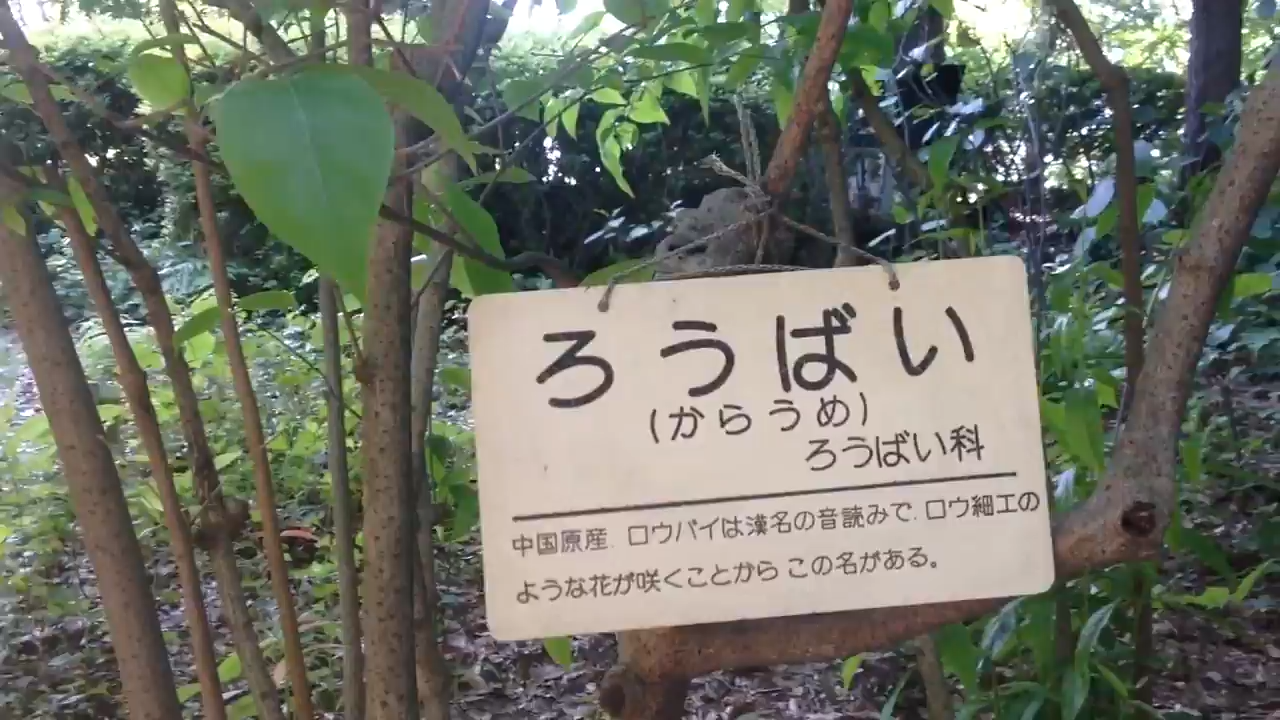 ろうばい
(からうめ)
ろうばい科
中国原産、ロウバイは漢名の音読みで、ロウ細工の
ような花が咲くことから この名がある。